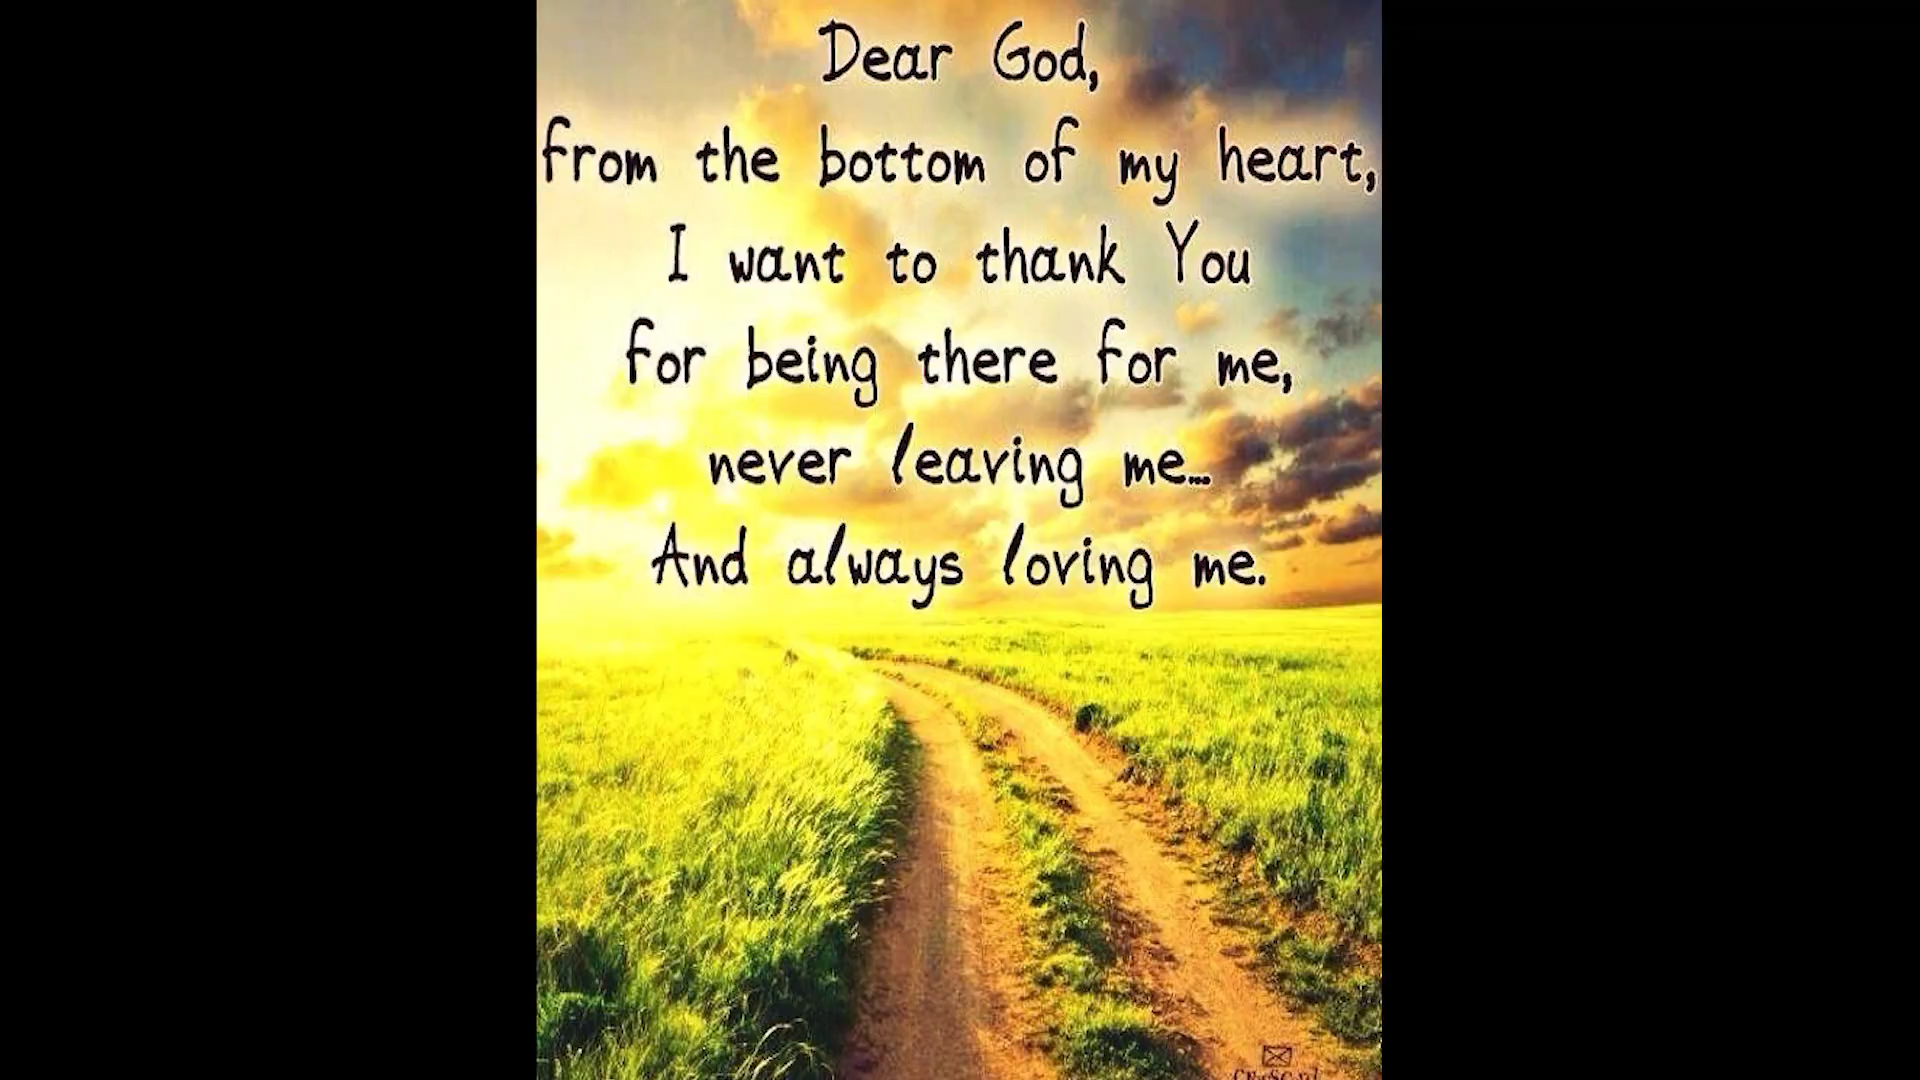 Dear God,
from the bottom of my heart,
I want to thank You
for being there for me,
never leaving me...
And always loving me.